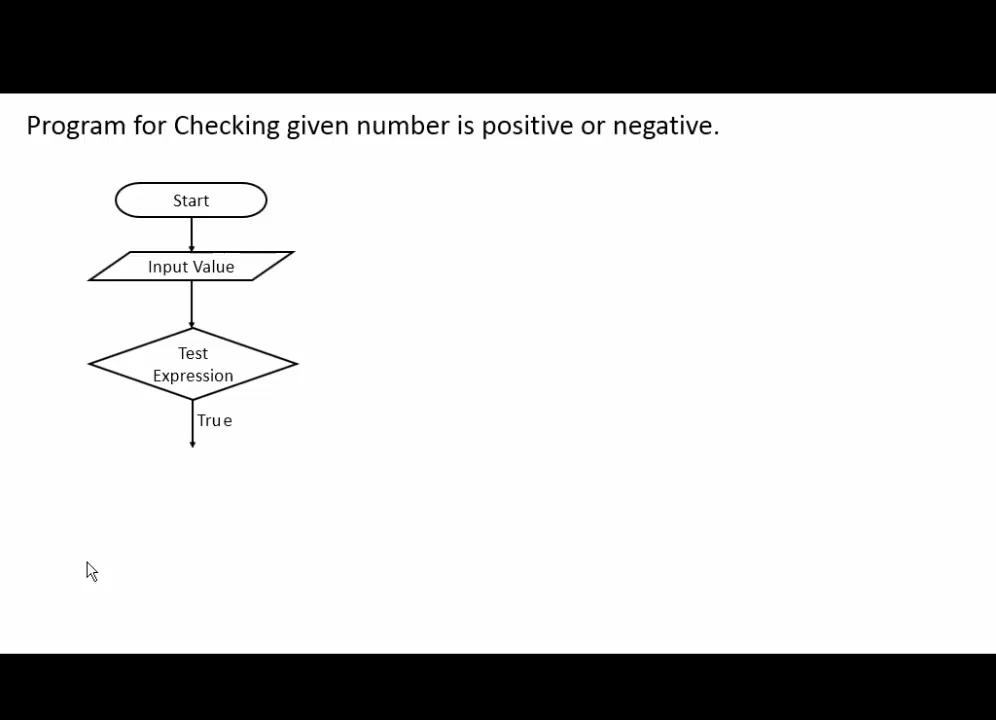 Program for Checking given number is positive or negative.
Start
Input Value
Test
Expression
True